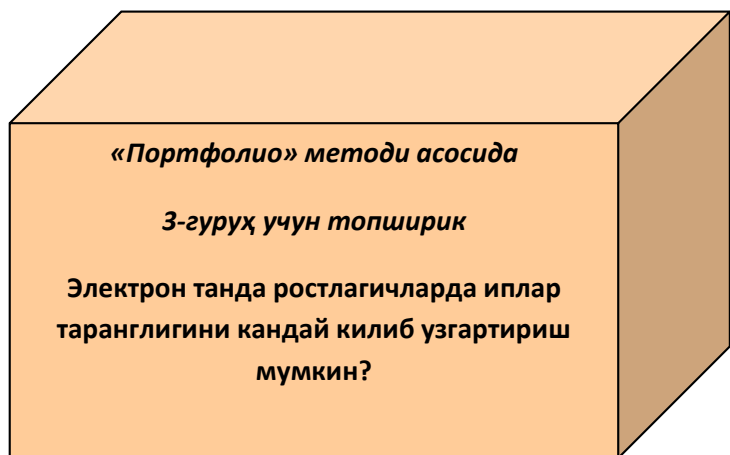 «Портфолио» методи асосида
3-гуруҳ учун топширик
Электрон танда ростлагичларда иплар
таранглигини кандай килиб узгартириш
мумкин?